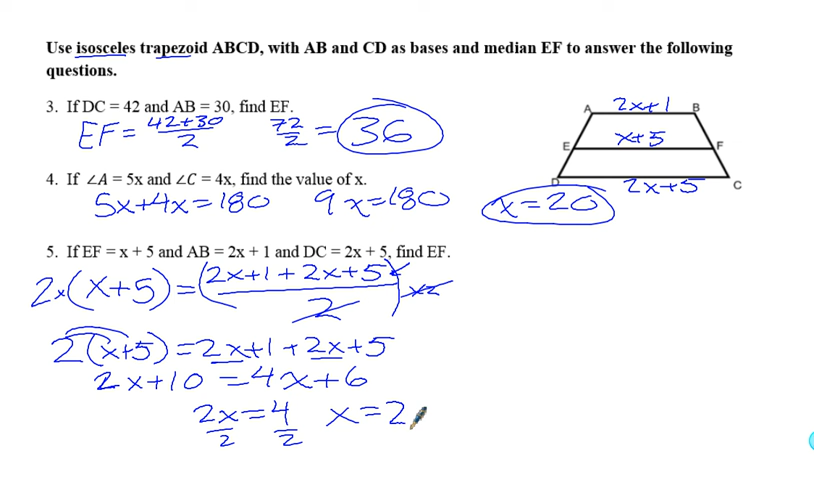 Use isosceles trapezoid ABCD, with AB and CD as bases and median EF to answer the following
questions.
3. If DC = 42 and AB = 30, find EF.
EF = 42+30/2 72/2 = 36
4. If ∠A = 5x and ∠C = 4x, find the value of x.
5x+4x=180 9x=180 x=20
5. If EF = x + 5 and AB = 2x + 1 and DC = 2x + 5, find EF.
2×(x+5)=(2x+1+2x+5/2)×2
2(x+5)=2x+1+2x+5
2x+10=4x+6
2x/2=4/2 x=2
2x+1
A B
x+5
E F
D C
2x+5